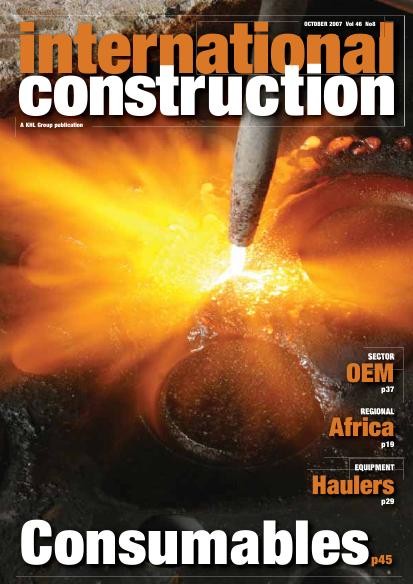 OCTOBER 2007 Vol 46 No8
international
construction
A KHL Group publication
SECTOR
OEM
p37
REGIONAL
Africa
p19
EQUIPMENT
Haulers
p29
Consumables p45